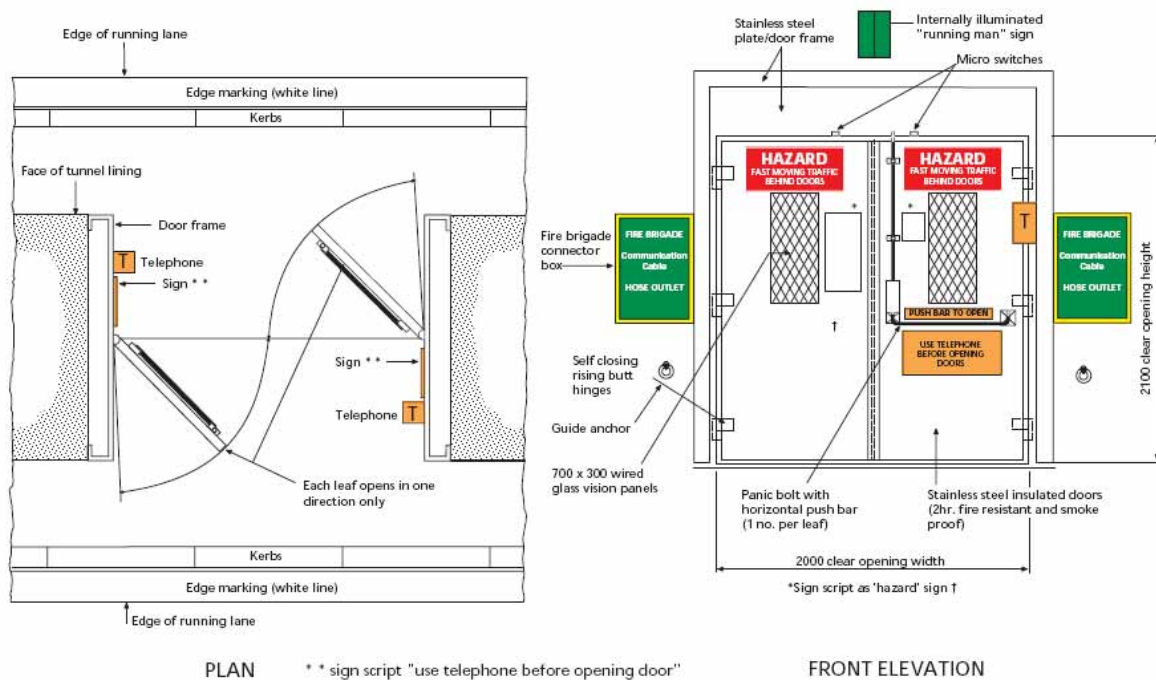 Edge of running lane
Edge marking (white line)
Kerbs
Face of tunnel lining
Door frame
T
Telephone
Sign * *
Sign * *
Telephone
T
Each leaf opens in one
direction only
Kerbs
Edge marking (white line)
Edge of running lane
PLAN
* * sign script "use telephone before opening door"
Stainless steel
plate/door frame
Internally illuminated
"running man" sign
Micro switches
HAZARD
FAST MOVING TRAFFIC
BEHIND DOORS
HAZARD
FAST MOVING TRAFFIC
BEHIND DOORS
*
*
T
Fire brigade
connector
box
FIRE BRIGADE
Communication
Cable
HOSE OUTLET
FIRE BRIGADE
Communication
Cable
HOSE OUTLET
PUSH BAR TO OPEN
†
USE TELEPHONE
BEFORE OPENING
DOORS
2100 clear opening height
Self closing
rising butt
hinges
Guide anchor
700 x 300 wired
glass vision panels
Panic bolt with
horizontal push bar
(1 no. per leaf)
Stainless steel insulated doors
(2hr. fire resistant and smoke
proof)
2000 clear opening width
*Sign script as 'hazard' sign †
FRONT ELEVATION